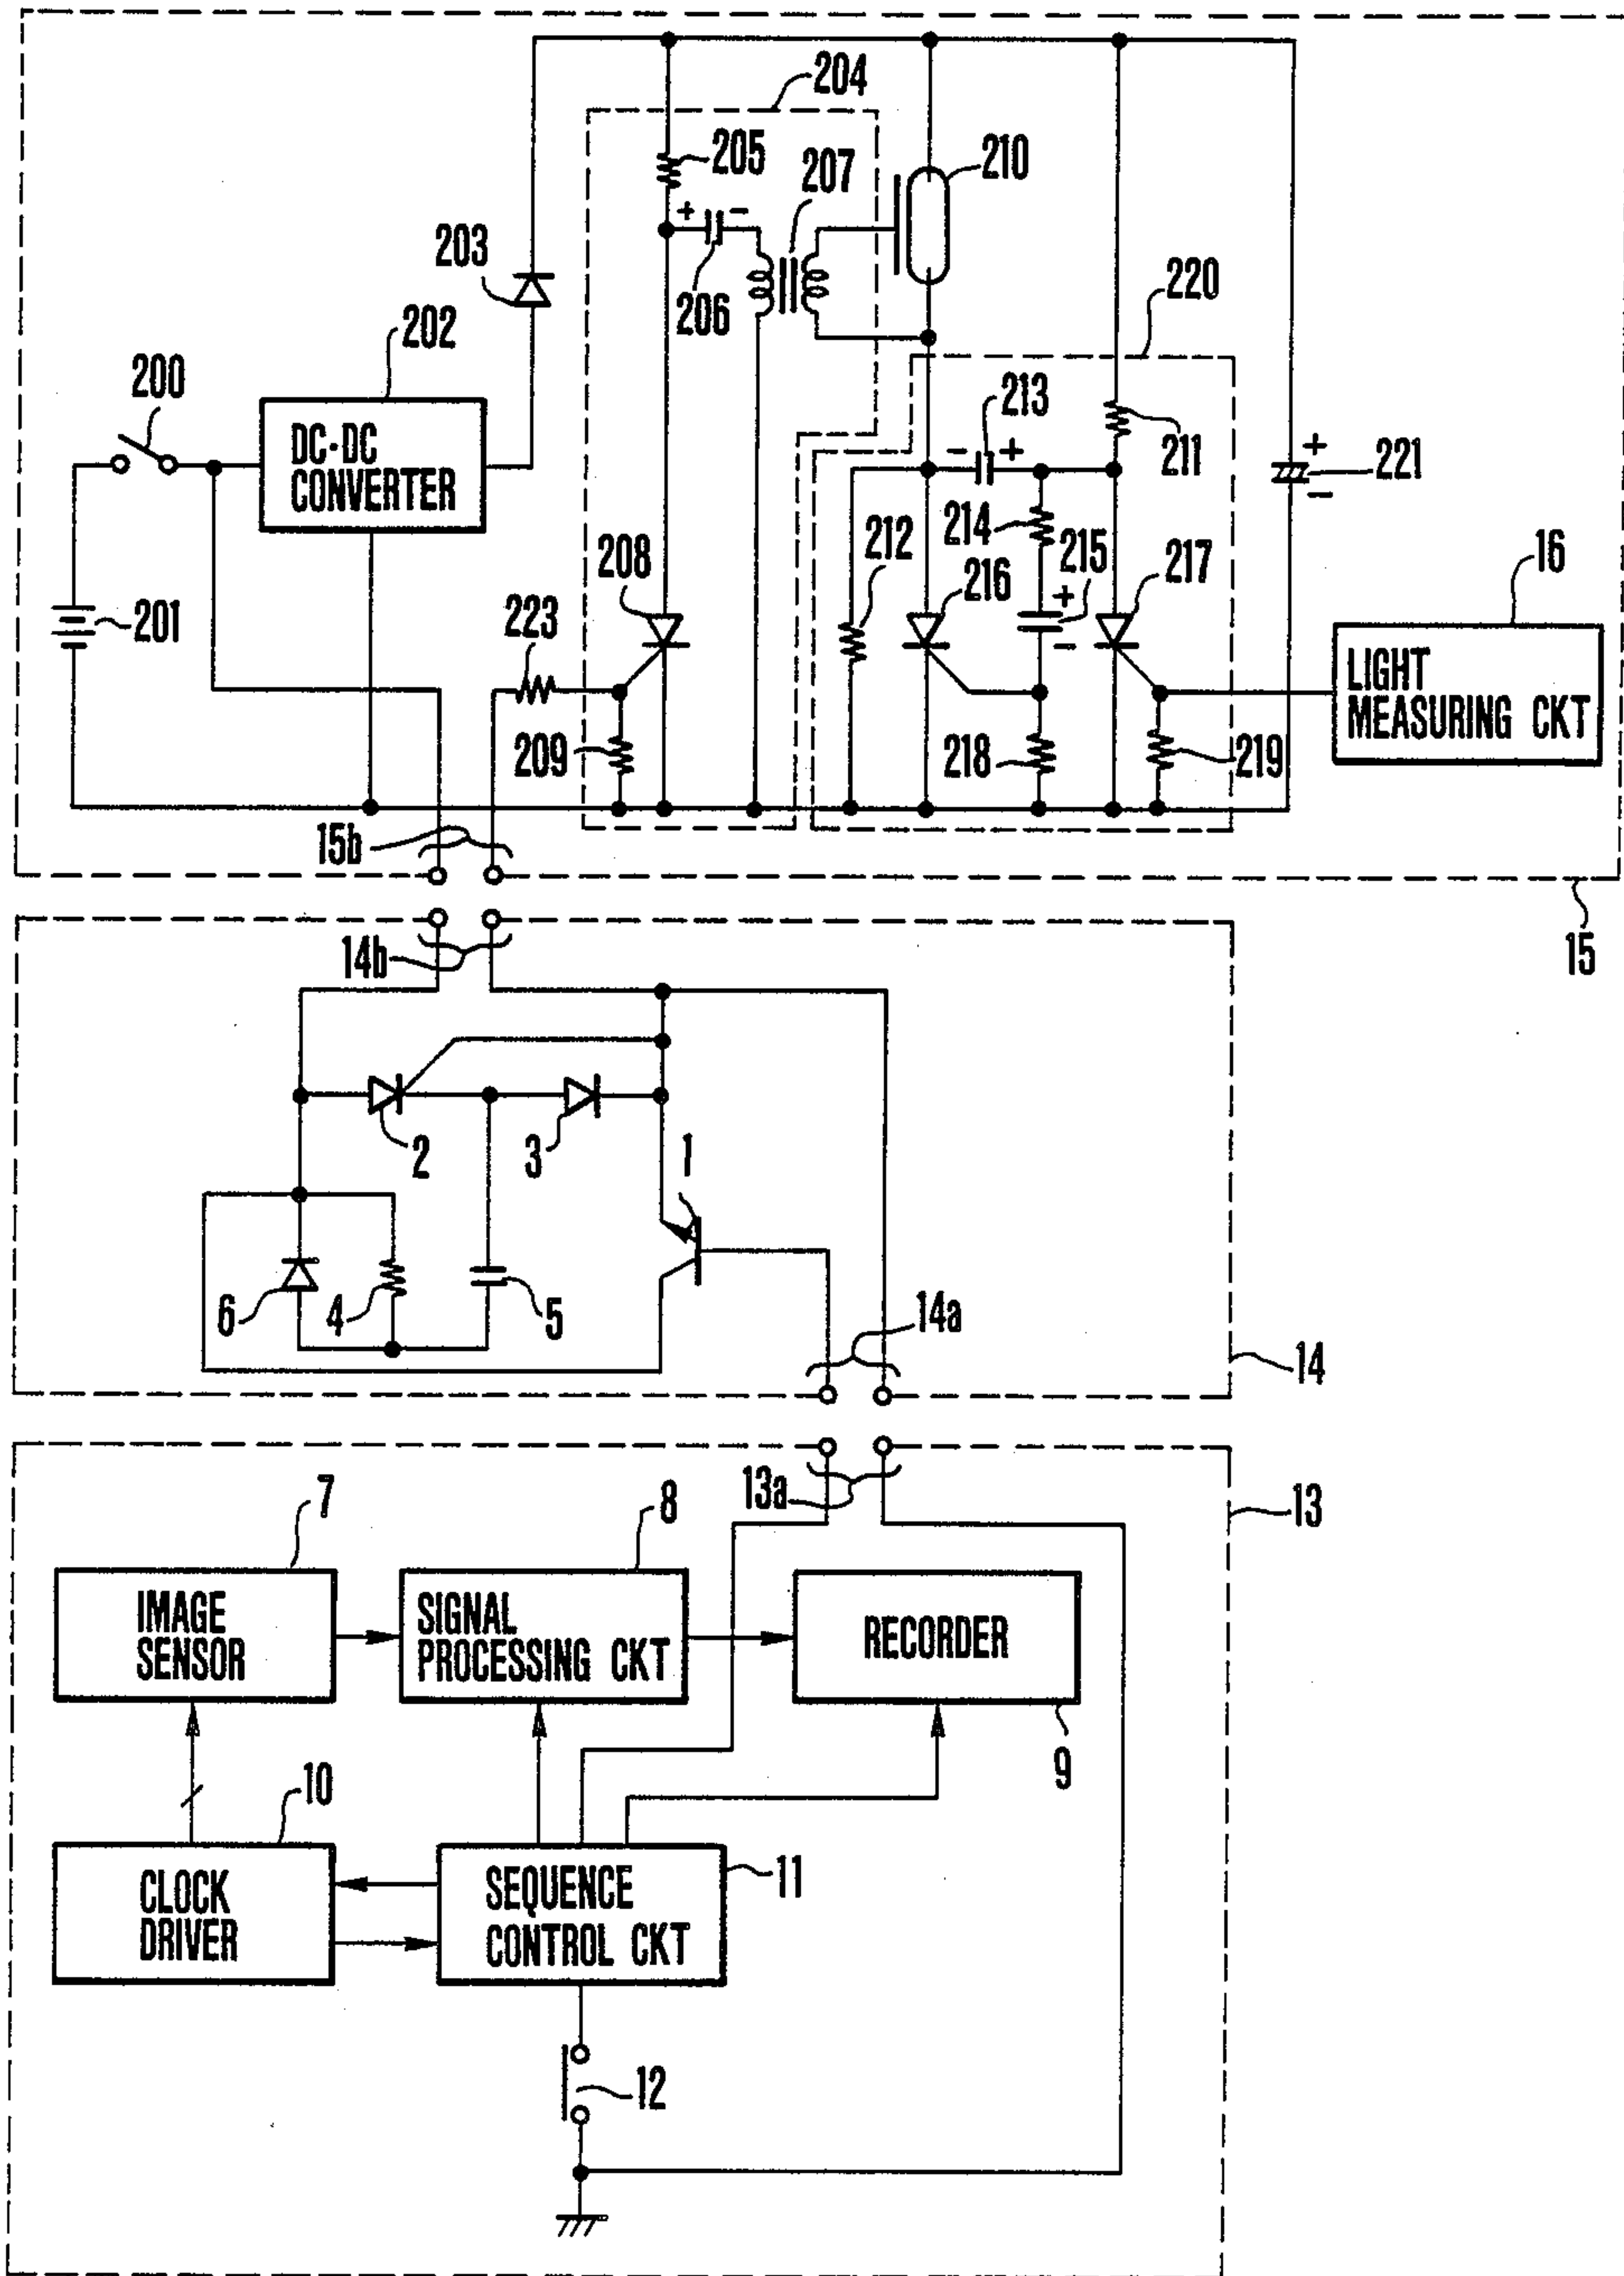 204
205
207
210
+ -
203
206
220
202
200
213
DC-DC
CONVERTER
- +
211
+
221
-
212
214
215
208
216
217
16
201
223
+
-
LIGHT
MEASURING CKT
209
218
219
15b
15
14b
2
3
1
6
4
5
14a
14
13a
7
8
13
IMAGE
SENSOR
SIGNAL
PROCESSING CKT
RECORDER
9
10
11
CLOCK
DRIVER
SEQUENCE
CONTROL CKT
12